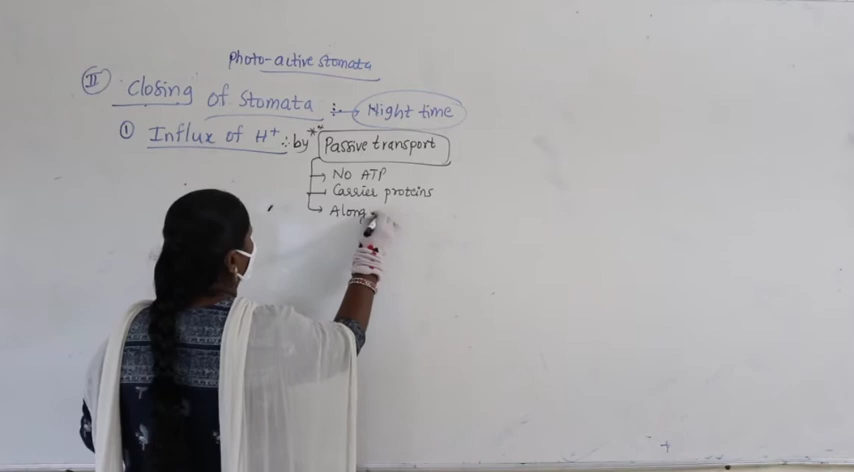 Photo-active stomata
II Closing of stomata :→ Night time
① Influx of H+ :. by ** Passive transport
→ No ATP
→ Carrier proteins
→ Along